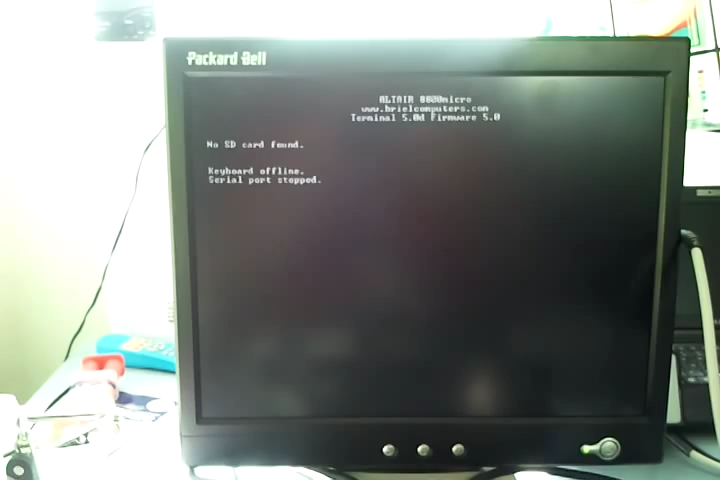 Packard Bell
ALTAIR 8800micro
www.brielcomputers.com
Terminal 5.0d Firmware 5.0
No SD card found.
Keyboard offline.
Serial port stopped.